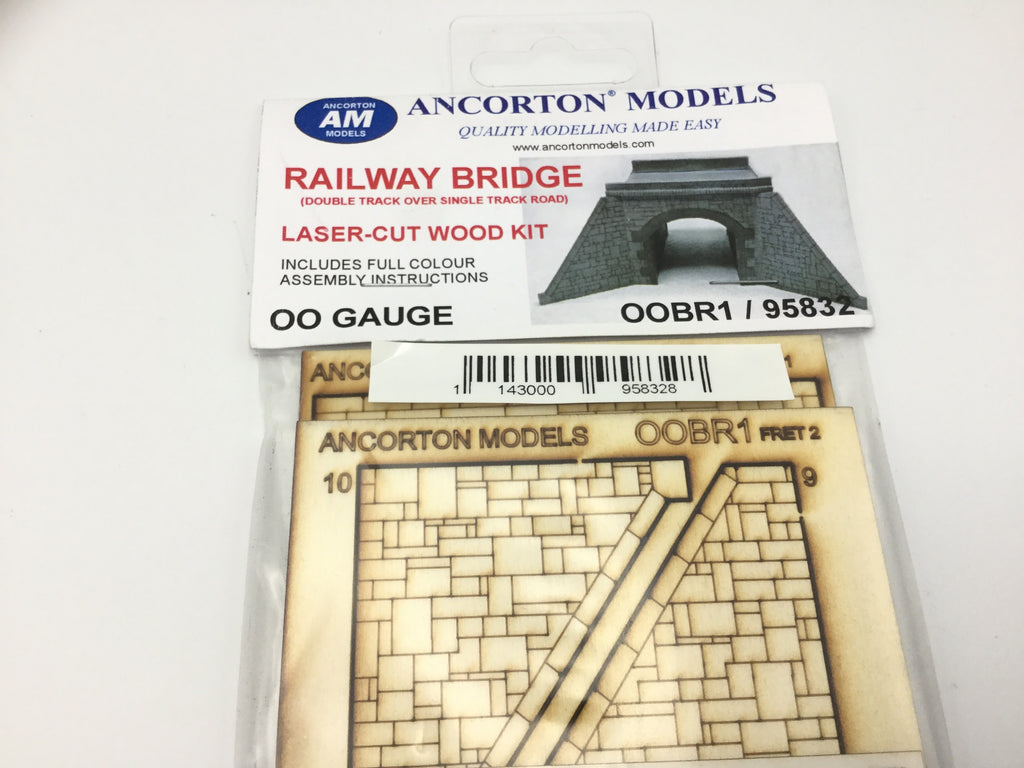 ANCORTON
AM
MODELS
ANCORTON® MODELS
QUALITY MODELLING MADE EASY
www.ancortonmodels.com
RAILWAY BRIDGE
(DOUBLE TRACK OVER SINGLE TRACK ROAD)
LASER-CUT WOOD KIT
INCLUDES FULL COLOUR
ASSEMBLY INSTRUCTIONS
OO GAUGE
OOBR1 / 95832
ANC
1
1 143000 958328
ANCORTON MODELS
OOBR1 FRET 2
10
9